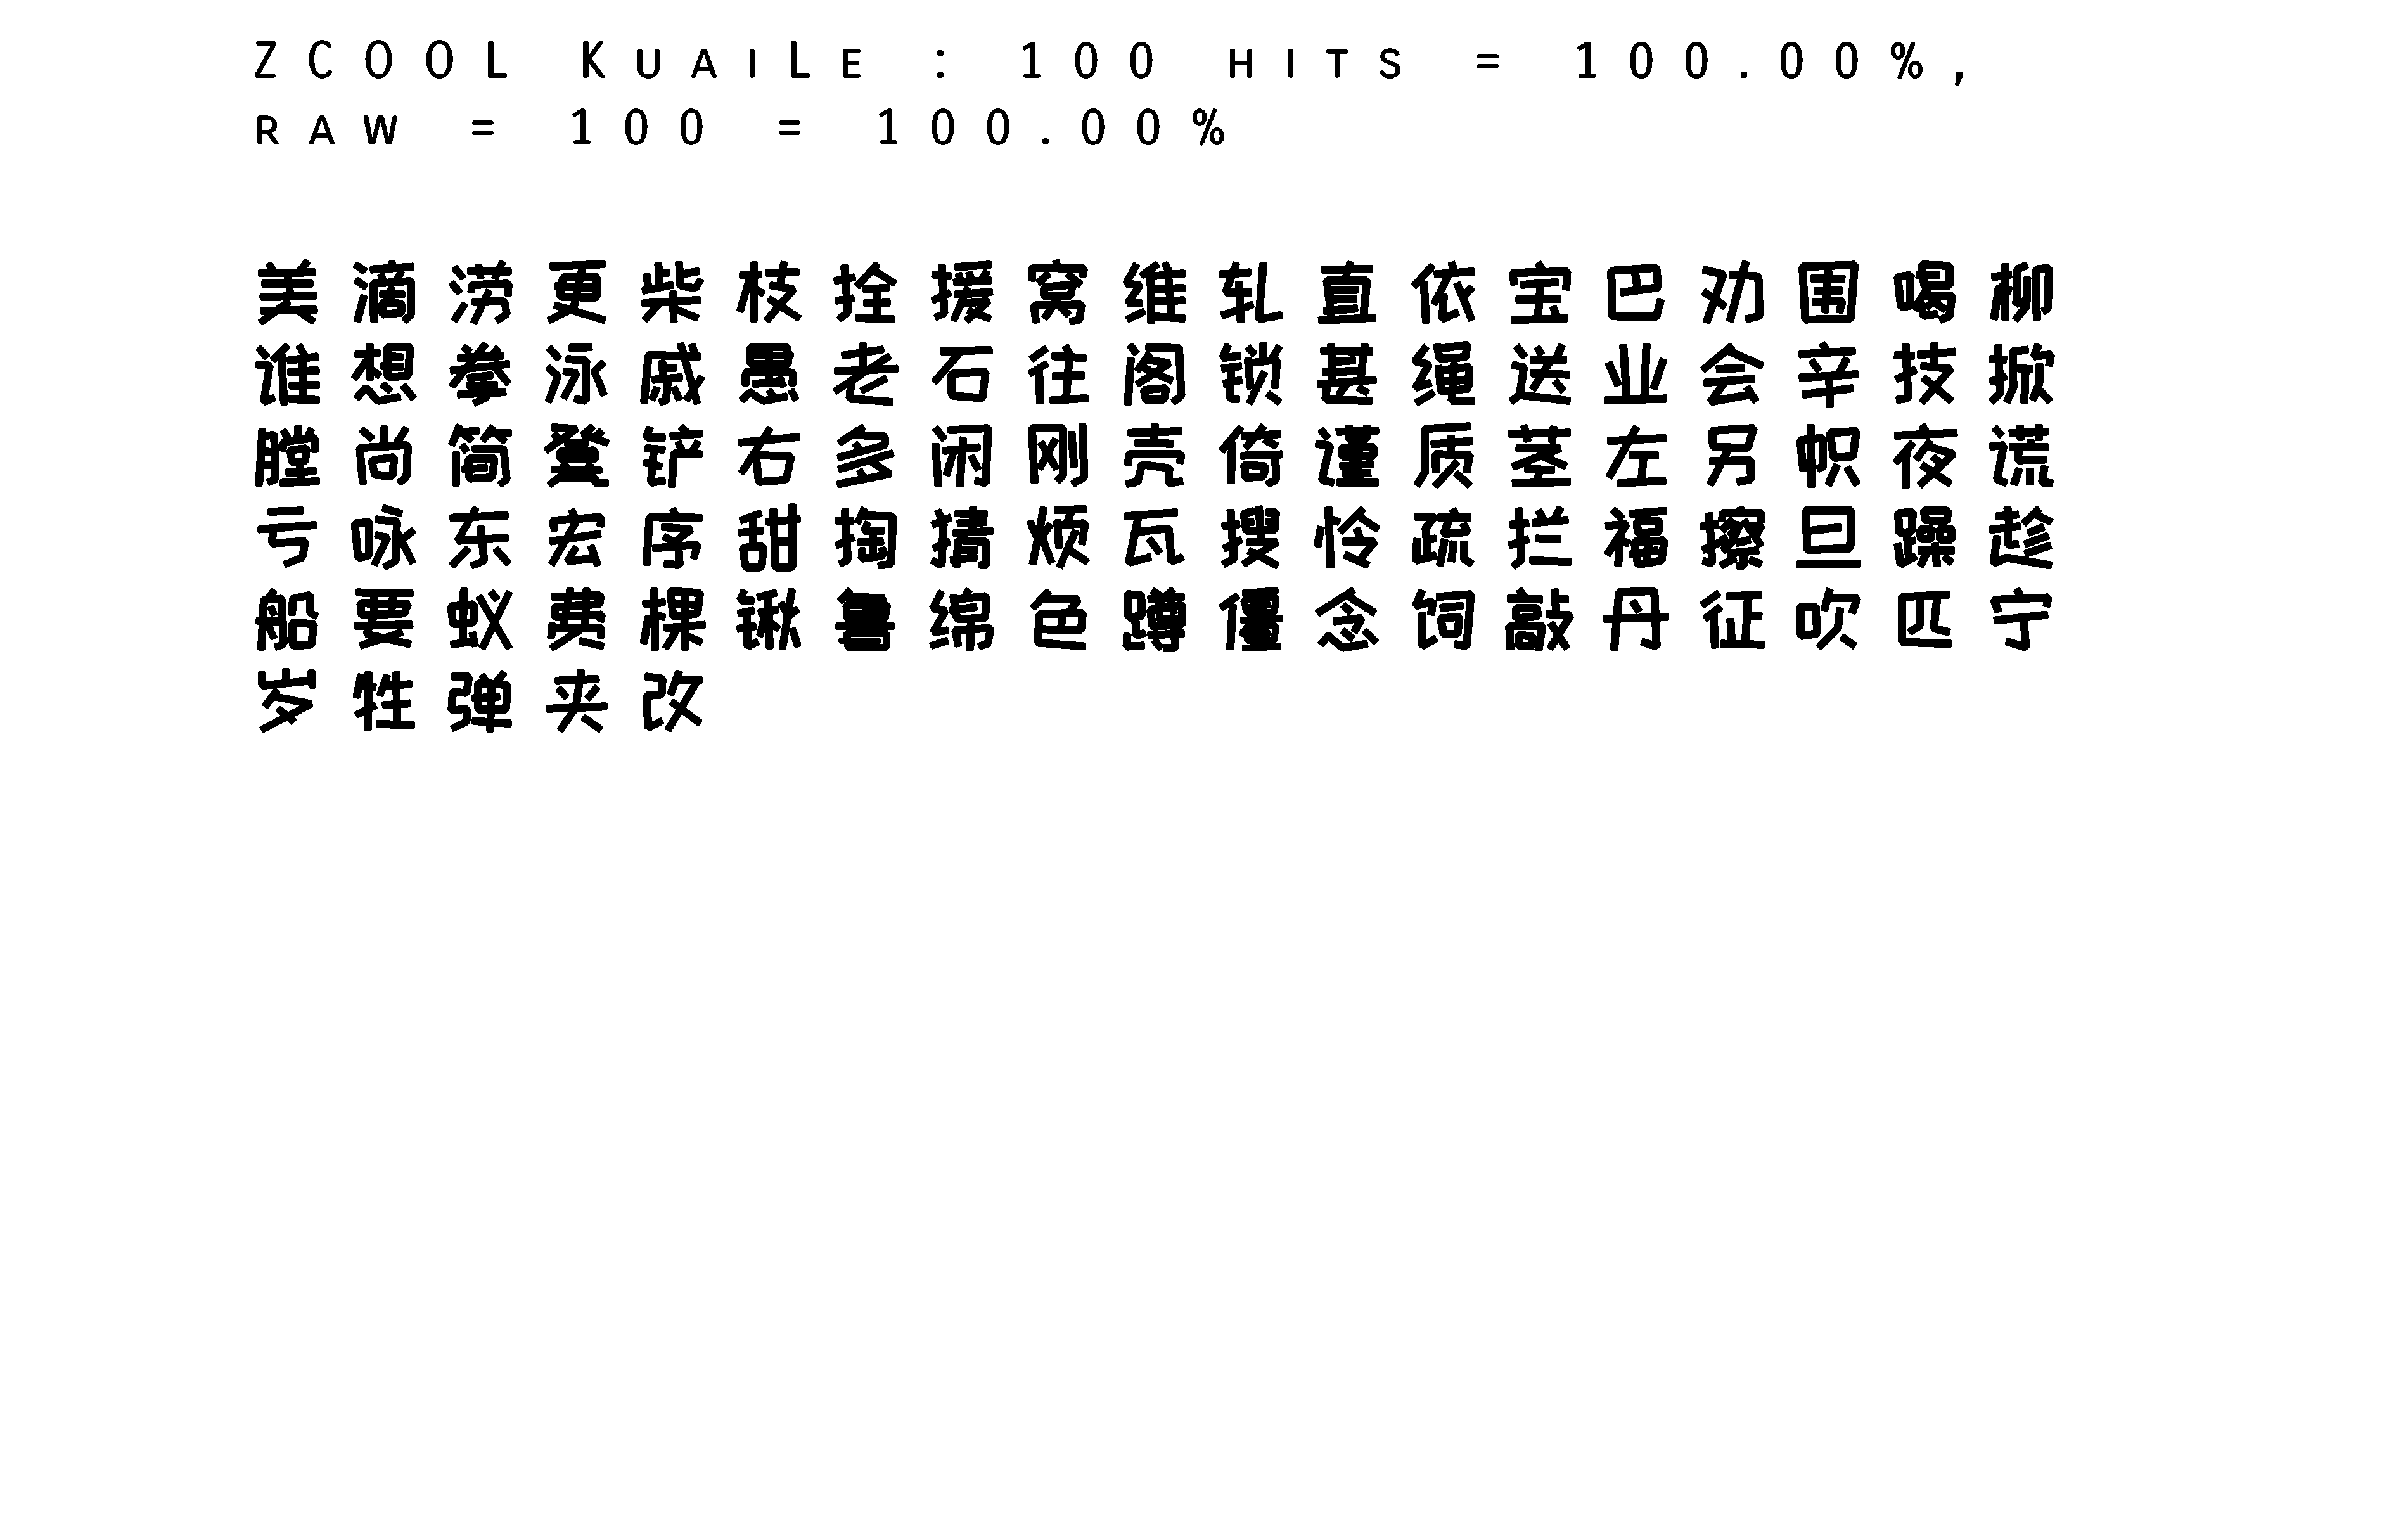 ZCOOL KuaiLe : 100 hits = 100.00%,
raw = 100 = 100.00%
美滴涝更柴枝拴援窝维轧直依宝巴劝围喝柳
谁想拳泳戚愚老石往阁锁甚绳送业会辛技掀
膛尚简凳铲右多闲刚壳倚谨质茎左另帜夜谎
亏咏东宏序甜掏猜烦瓦搜怜疏拦福擦旦躁趁
船要蚁费棵锹曼绵色蹲僵念饲敲丹征吹匹宁
岁牲弹夹改